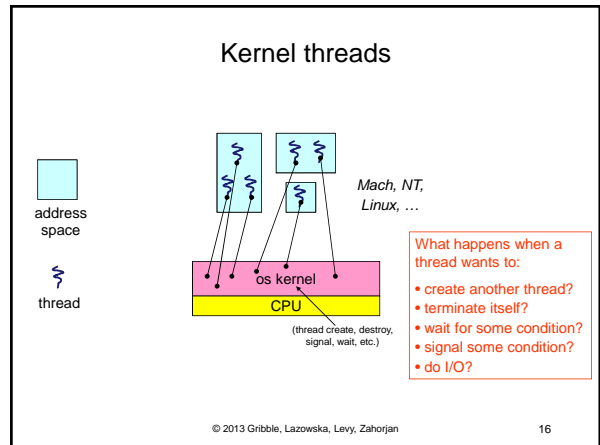 Kernel threads
address
space
thread
Mach, NT,
Linux, …
os kernel
CPU
(thread create, destroy,
signal, wait, etc.)
What happens when a
thread wants to:
• create another thread?
• terminate itself?
• wait for some condition?
• signal some condition?
• do I/O?
© 2013 Gribble, Lazowska, Levy, Zahorjan
16